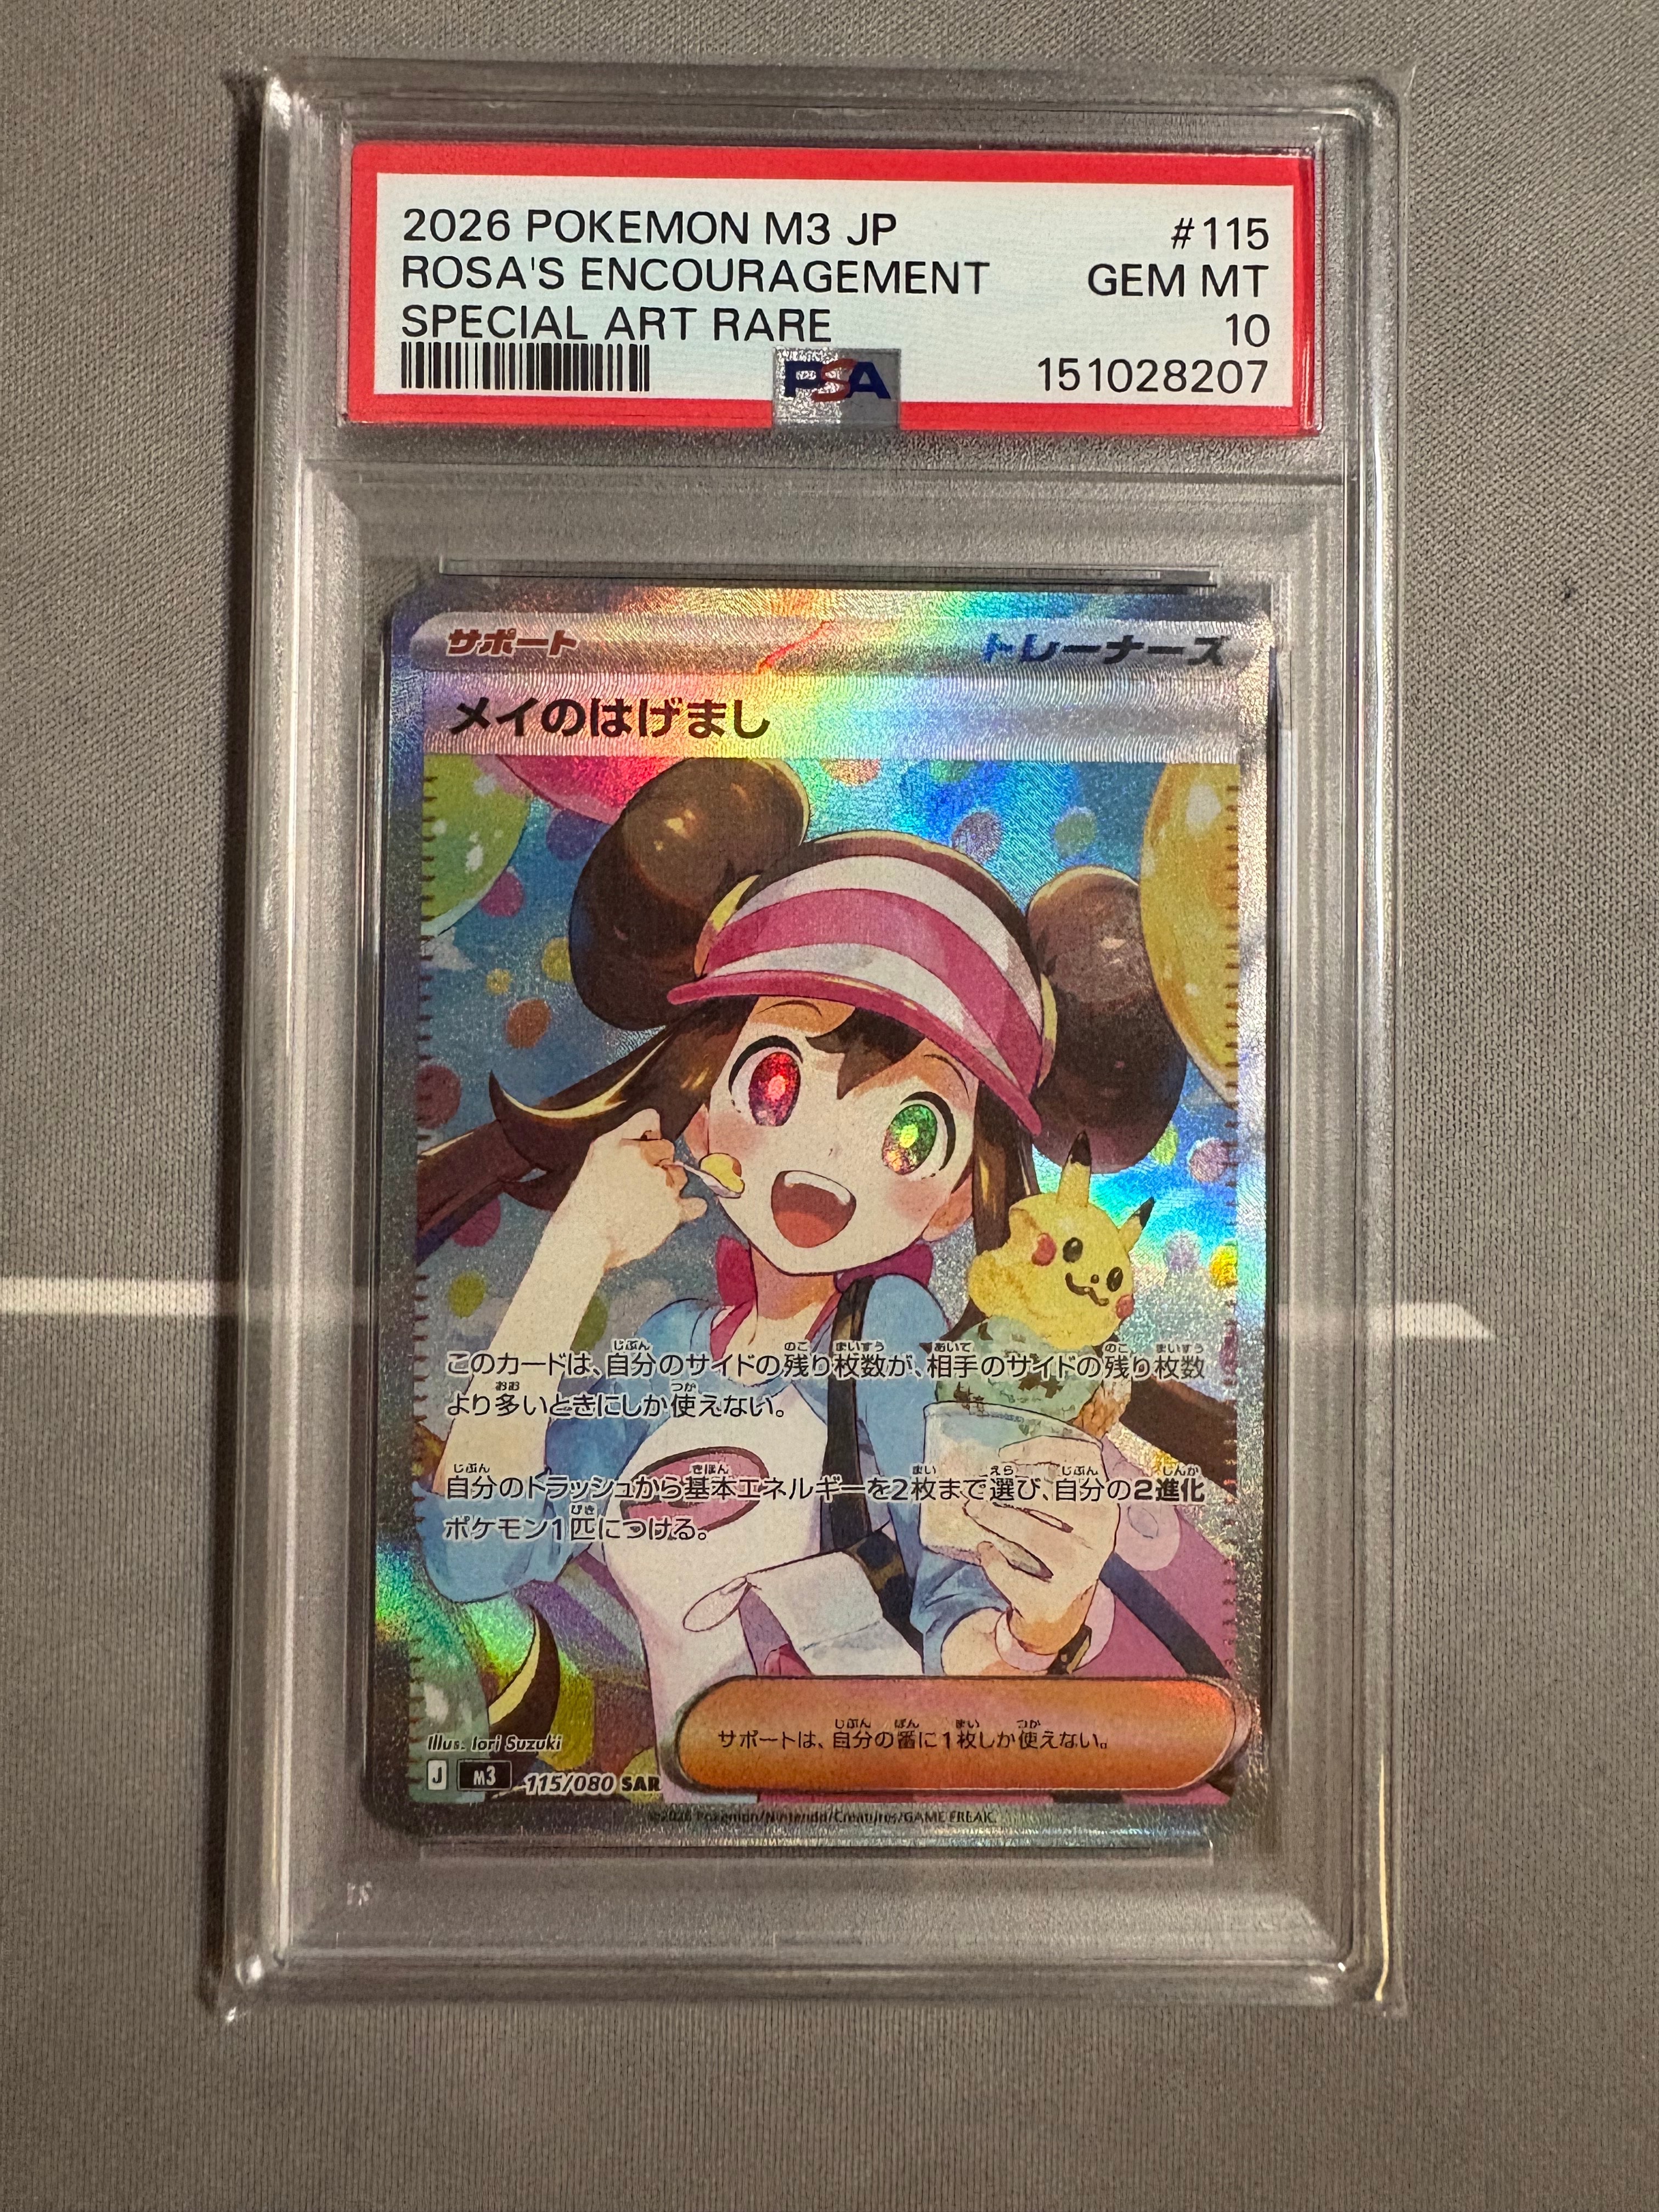 2026 POKEMON M3 JP #115
ROSA'S ENCOURAGEMENT GEM MT
SPECIAL ART RARE 10
PSA 151028207
サポート トレーナーズ
メイのはげまし
このカードは、自分のサイドの残り枚数が、相手のサイドの残り枚数
より多いときにしか使えない。
自分のトラッシュから基本エネルギーを2枚まで選び、自分の2進化
ポケモン1匹につける。
サポートは、自分の番に1枚しか使えない。
Illus. Iori Suzuki
J m3 115/080 SAR
©2026 Pokémon/Nintendo/Creatures/GAME FREAK.